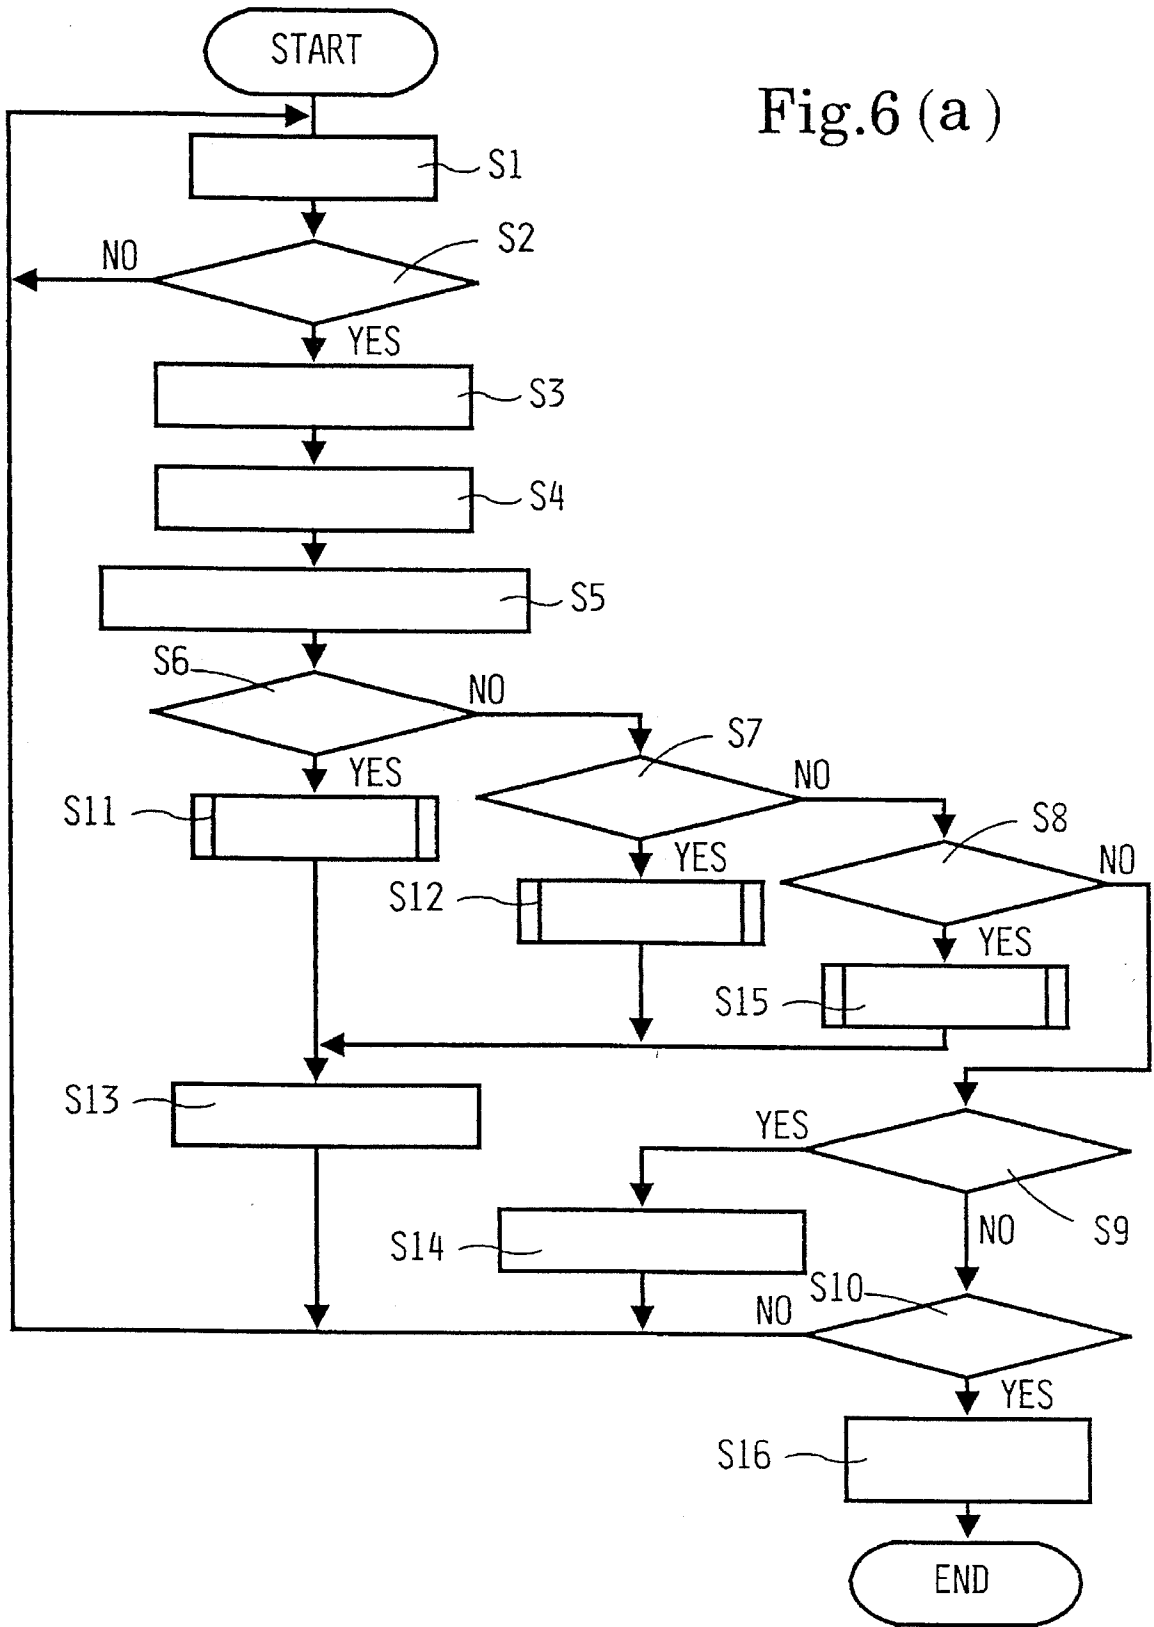 START
Fig.6 (a)
S1
S2
NO
YES
S3
S4
S5
S6
NO
S7
YES
NO
S11
S8
YES
NO
S12
YES
S15
S13
YES
S9
NO
S14
S10
NO
YES
S16
END